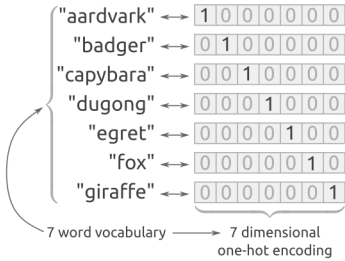 "aardvark" 1 0 0 0 0 0 0
"badger" 0 1 0 0 0 0 0
"capybara" 0 0 1 0 0 0 0
"dugong" 0 0 0 1 0 0 0
"egret" 0 0 0 0 1 0 0
"fox" 0 0 0 0 0 1 0
"giraffe" 0 0 0 0 0 0 1
7 word vocabulary 7 dimensional
one-hot encoding